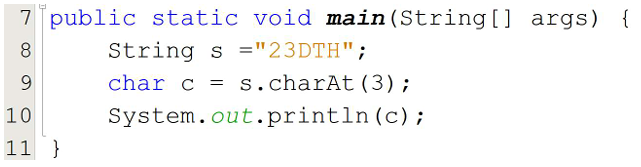 7 public static void main(String[] args) {
8 String s ="23DTH";
9 char c = s.charAt(3);
10 System.out.println(c);
11 }